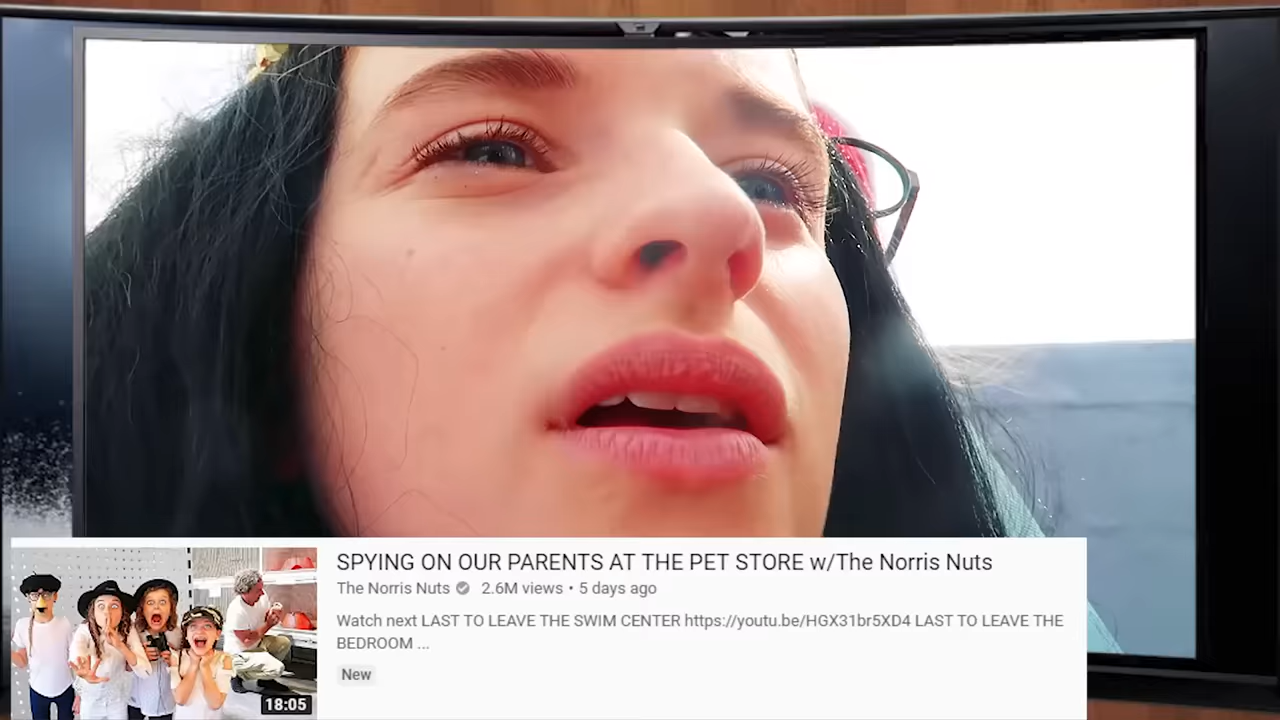 SPYING ON OUR PARENTS AT THE PET STORE w/The Norris Nuts
The Norris Nuts 2.6M views • 5 days ago
Watch next LAST TO LEAVE THE SWIM CENTER https://youtu.be/HGX31br5XD4 LAST TO LEAVE THE
BEDROOM ...
New
18:05